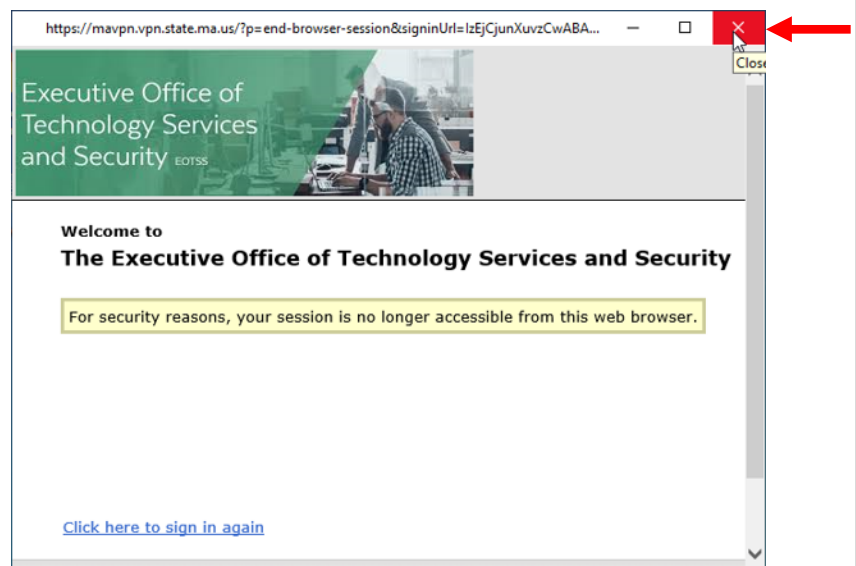 https://mavpn.vpn.state.ma.us/?p=end-browser-session&signinUrl=IzEjCjunXuvzCwABA...
Close
Executive Office of
Technology Services
and Security EOTSS
Welcome to
The Executive Office of Technology Services and Security
For security reasons, your session is no longer accessible from this web browser.
Click here to sign in again